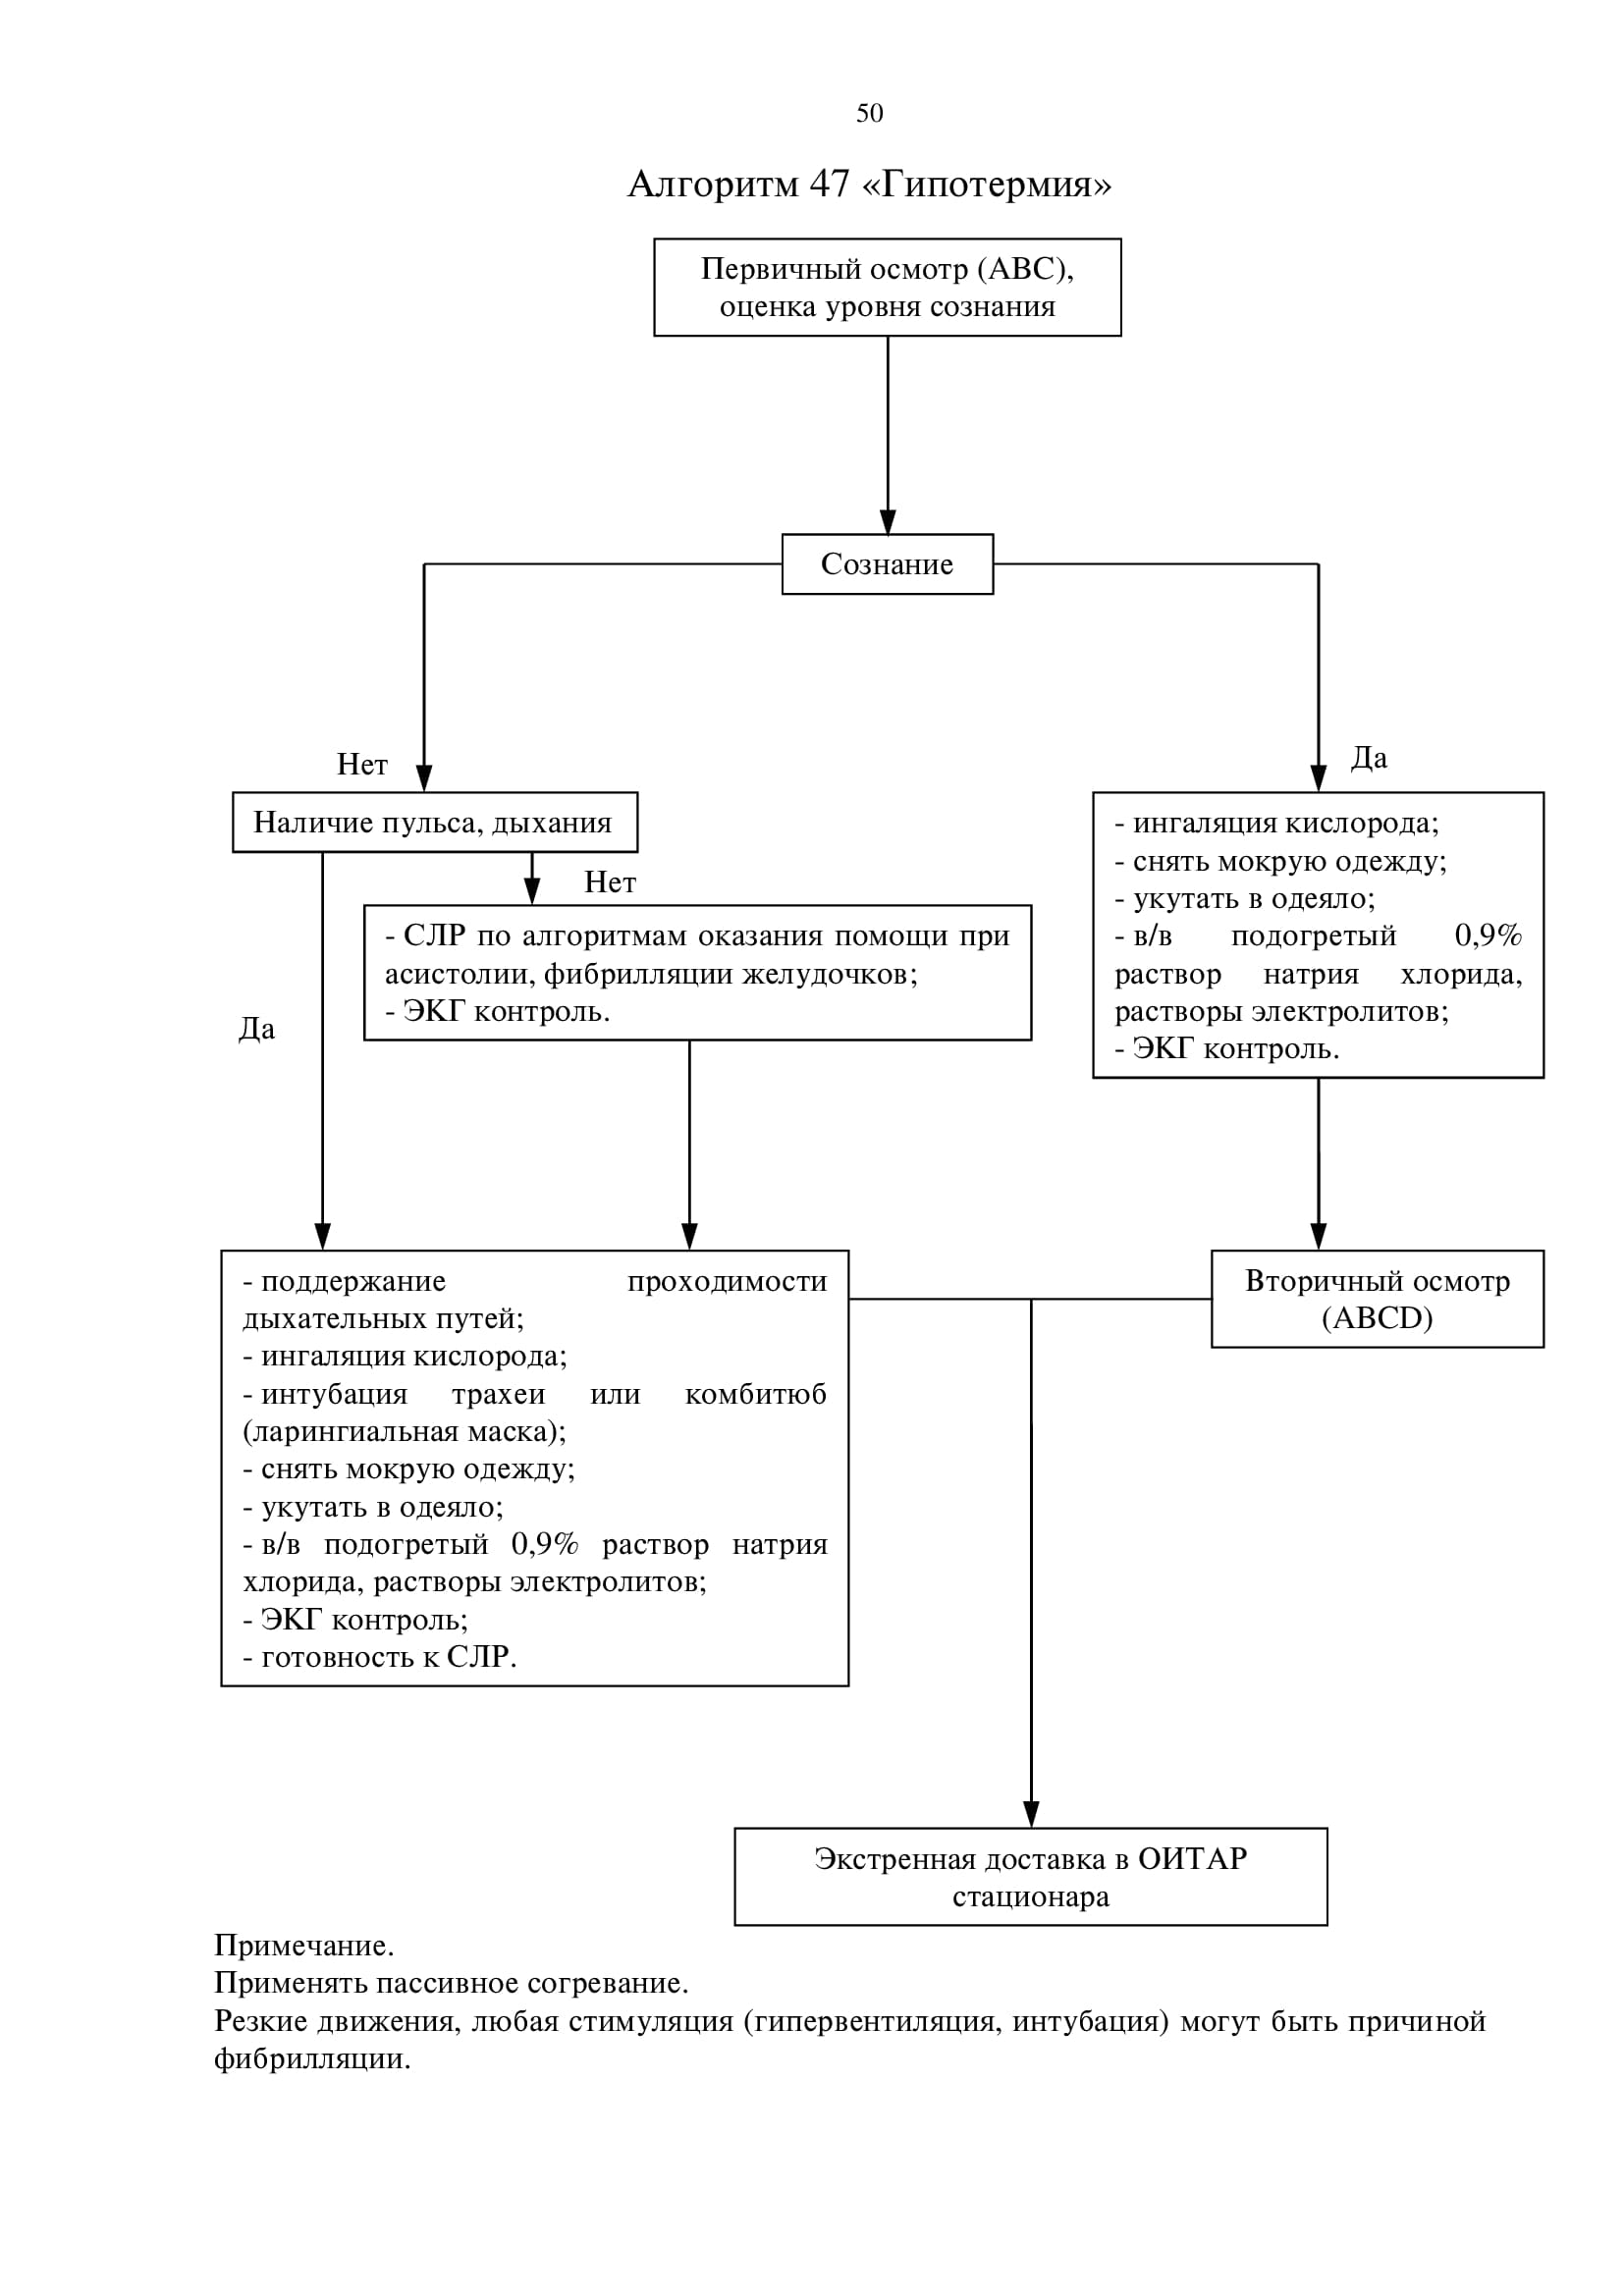 50
Алгоритм 47 «Гипотермия»
Первичный осмотр (ABC),
оценка уровня сознания
Сознание
Нет
Да
Наличие пульса, дыхания
- ингаляция кислорода;
- снять мокрую одежду;
- укутать в одеяло;
- в/в подогретый 0,9%
раствор натрия хлорида,
растворы электролитов;
- ЭКГ контроль.
Нет
- СЛР по алгоритмам оказания помощи при
асистолии, фибрилляции желудочков;
- ЭКГ контроль.
Да
- поддержание проходимости
дыхательных путей;
- ингаляция кислорода;
- интубация трахеи или комбитюб
(ларингиальная маска);
- снять мокрую одежду;
- укутать в одеяло;
- в/в подогретый 0,9% раствор натрия
хлорида, растворы электролитов;
- ЭКГ контроль;
- готовность к СЛР.
Вторичный осмотр
(ABCD)
Экстренная доставка в ОИТАР
стационара
Примечание.
Применять пассивное согревание.
Резкие движения, любая стимуляция (гипервентиляция, интубация) могут быть причиной
фибрилляции.